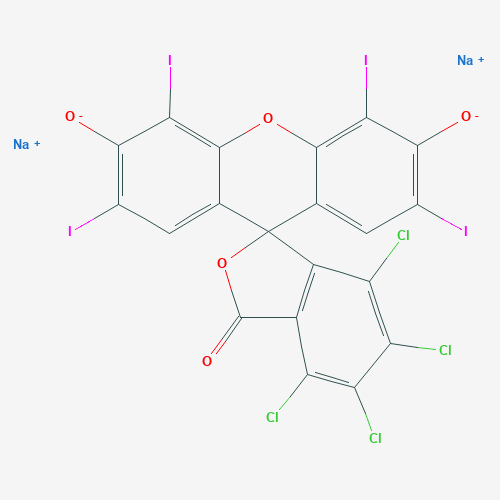 I I Na +
O - O O -
Na +
I I
O Cl
Cl
O
Cl
Cl